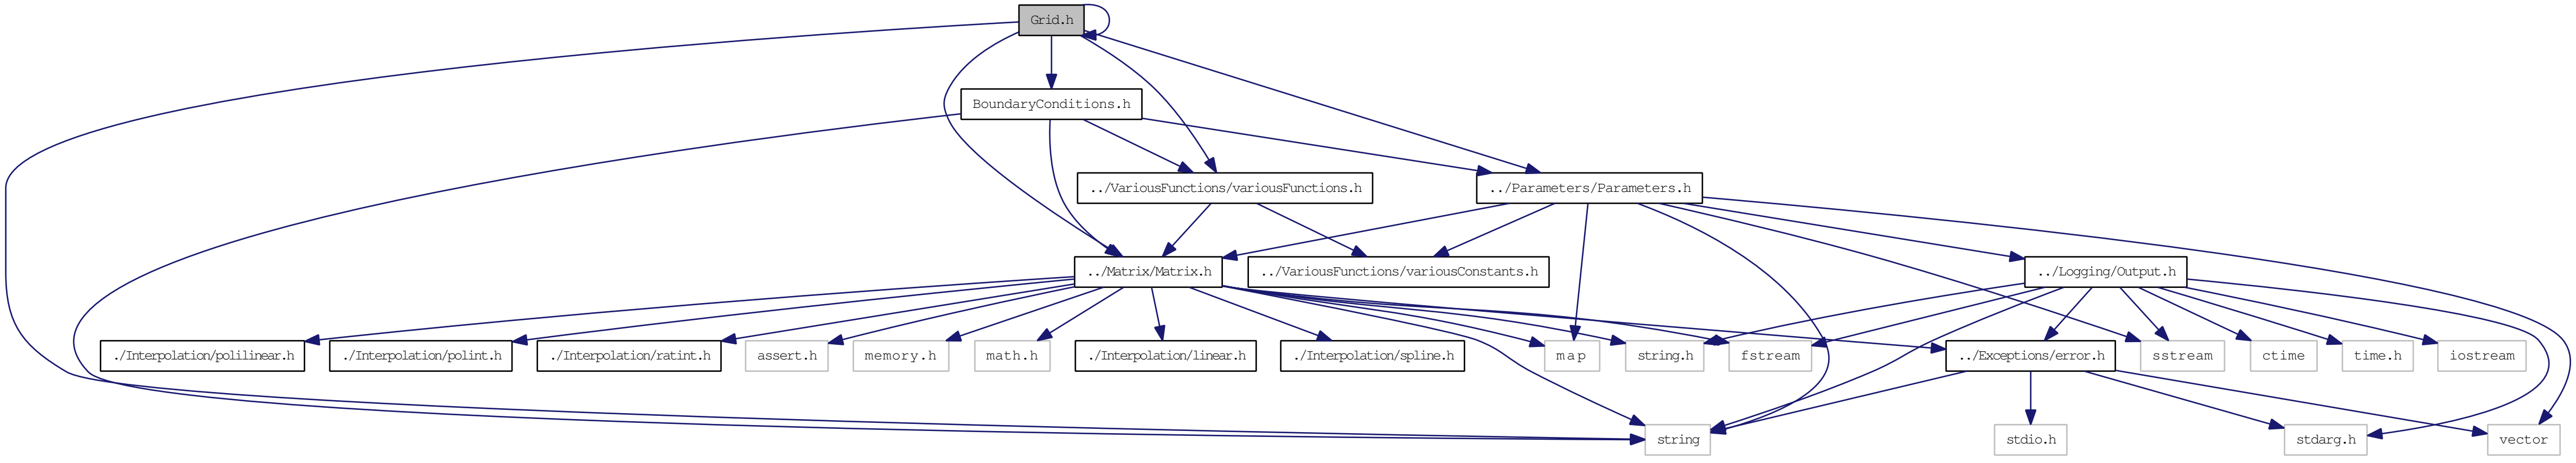 Grid.h
BoundaryConditions.h
../VariousFunctions/variousFunctions.h
../Parameters/Parameters.h
../Matrix/Matrix.h
../VariousFunctions/variousConstants.h
../Logging/Output.h
./Interpolation/polilinear.h
./Interpolation/polint.h
./Interpolation/ratint.h
assert.h
memory.h
math.h
./Interpolation/linear.h
./Interpolation/spline.h
map
string.h
fstream
../Exceptions/error.h
sstream
ctime
time.h
iostream
string
stdio.h
stdarg.h
vector